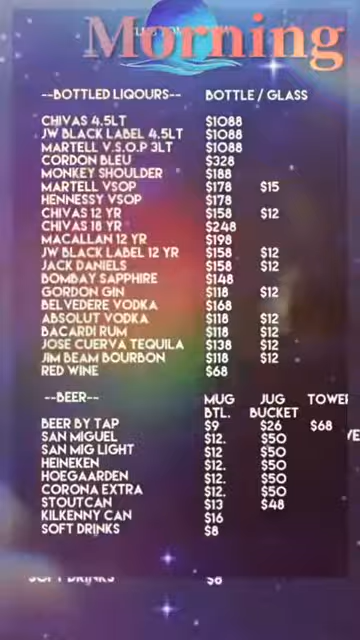 Morning
--BOTTLED LIQOURS-- BOTTLE / GLASS
CHIVAS 4.5LT $1088
JW BLACK LABEL 4.5LT $1088
MARTELL V.S.O.P 3LT $1088
CORDON BLEU $328
MONKEY SHOULDER $188
MARTELL VSOP $178 $15
HENNESSY VSOP $178
CHIVAS 12 YR $158 $12
CHIVAS 18 YR $248
MACALLAN 12 YR $198
JW BLACK LABEL 12 YR $158 $12
JACK DANIELS $158 $12
BOMBAY SAPPHIRE $148
GORDON GIN $118 $12
BELVEDERE VODKA $168
ABSOLUT VODKA $118 $12
BACARDI RUM $118 $12
JOSE CUERVA TEQUILA $138 $12
JIM BEAM BOURBON $118 $12
RED WINE $68
--BEER-- MUG JUG TOWER
BTL. BUCKET
BEER BY TAP $9 $26 $68
SAN MIGUEL $12. $50
SAN MIG LIGHT $12 $50
HEINEKEN $12. $50
HOEGAARDEN $12. $50
CORONA EXTRA $12. $50
STOUTCAN $13 $48
KILKENNY CAN $16
SOFT DRINKS $8
SOFT DRINKS $8